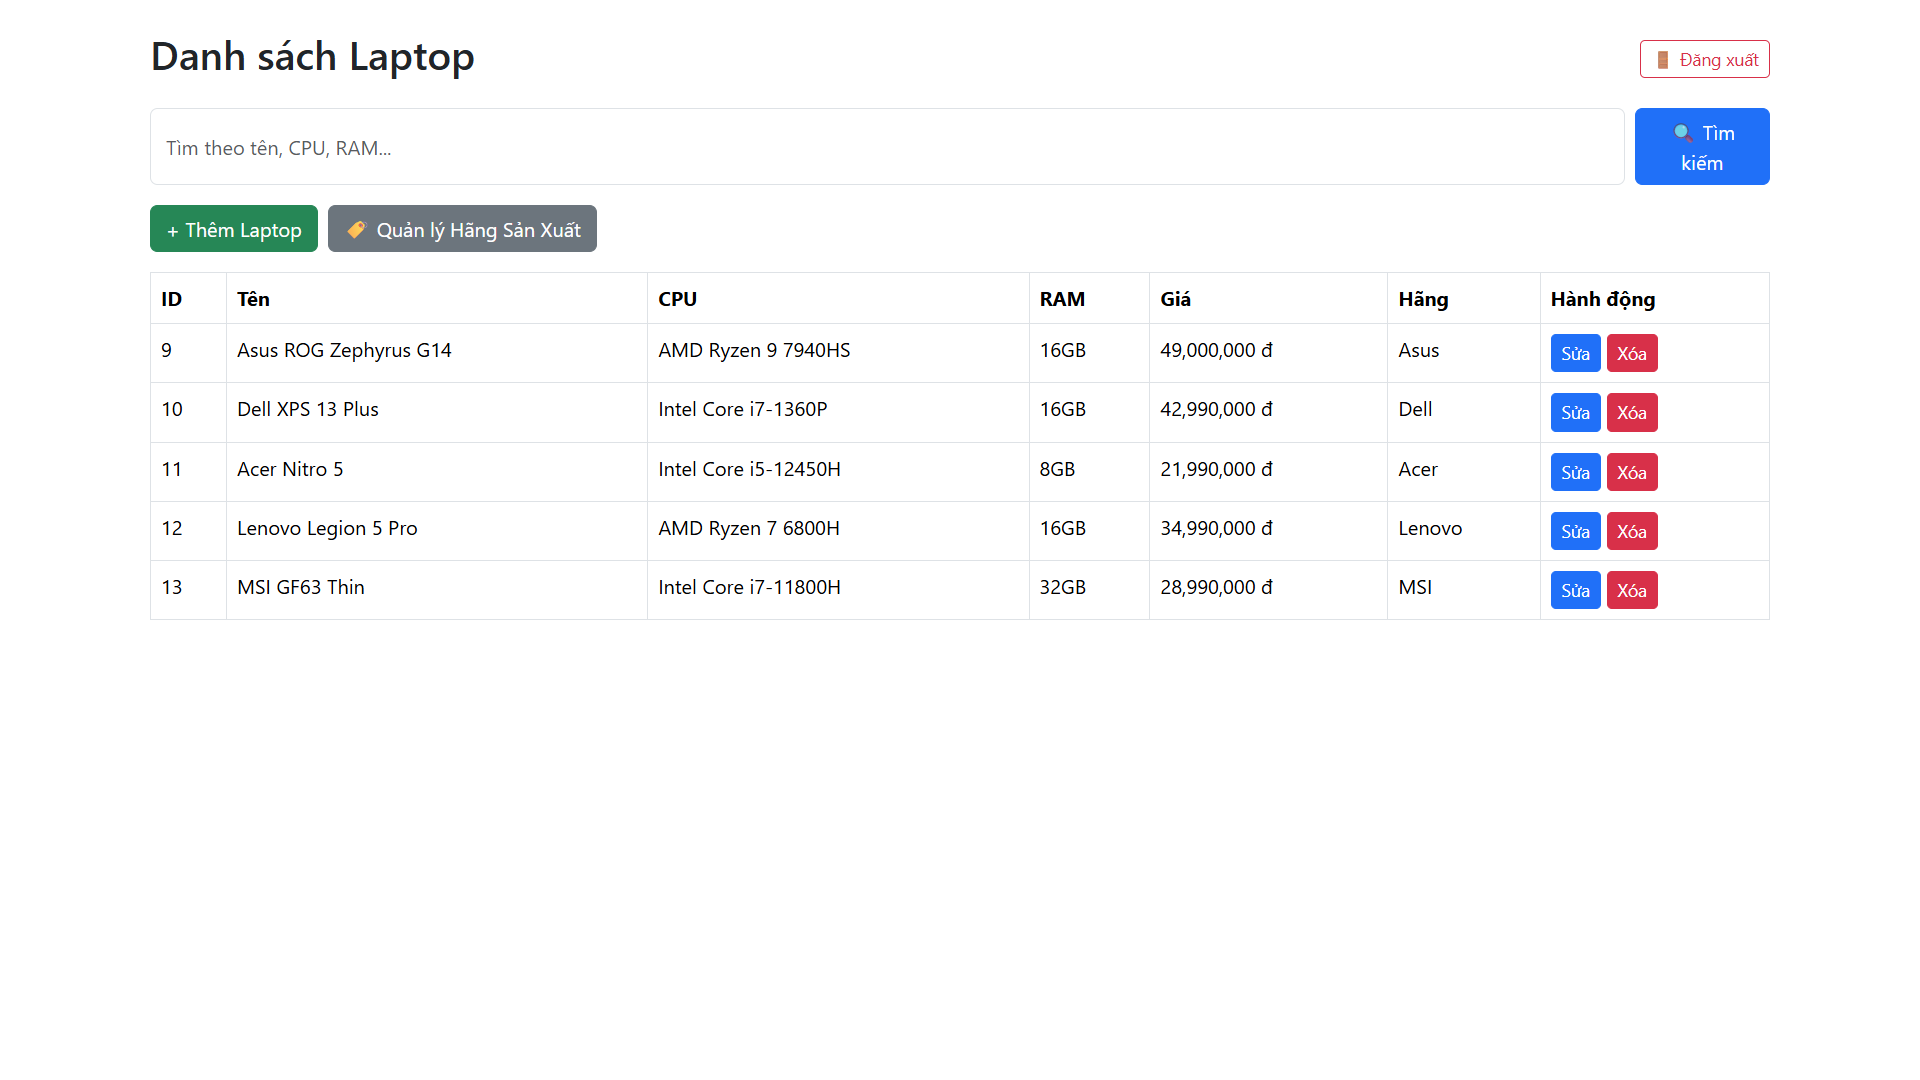 Danh sách Laptop
Đăng xuất
Tìm theo tên, CPU, RAM...
Tìm
kiếm
+ Thêm Laptop
Quản lý Hãng Sản Xuất
ID Tên CPU RAM Giá Hãng Hành động
9 Asus ROG Zephyrus G14 AMD Ryzen 9 7940HS 16GB 49,000,000 đ Asus Sửa Xóa
10 Dell XPS 13 Plus Intel Core i7-1360P 16GB 42,990,000 đ Dell Sửa Xóa
11 Acer Nitro 5 Intel Core i5-12450H 8GB 21,990,000 đ Acer Sửa Xóa
12 Lenovo Legion 5 Pro AMD Ryzen 7 6800H 16GB 34,990,000 đ Lenovo Sửa Xóa
13 MSI GF63 Thin Intel Core i7-11800H 32GB 28,990,000 đ MSI Sửa Xóa